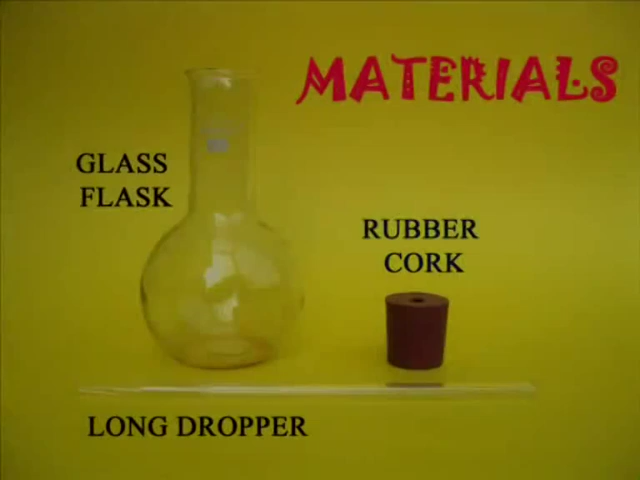 MATERIALS
GLASS
FLASK
RUBBER
CORK
LONG DROPPER